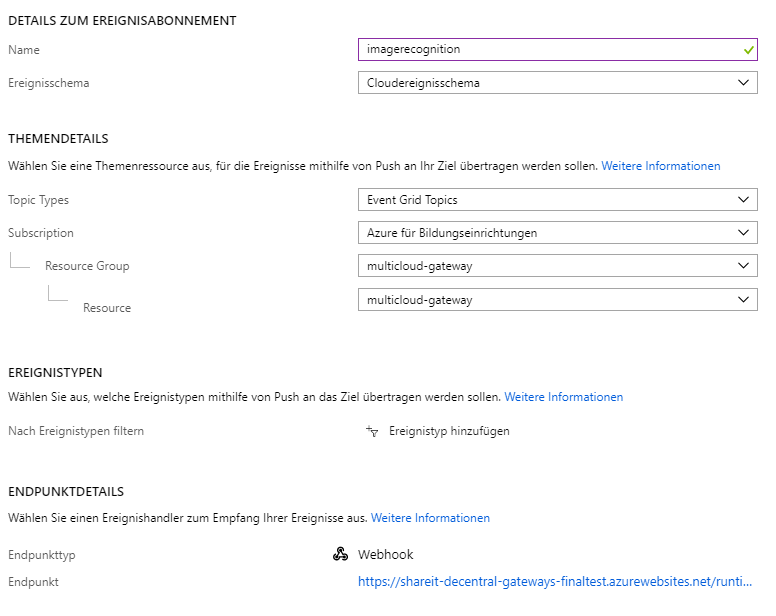 DETAILS ZUM EREIGNISABONNEMENT
Name imagerecognition
Ereignisschema Cloudereignisschema
THEMENDETAILS
Wählen Sie eine Themenressource aus, für die Ereignisse mithilfe von Push an Ihr Ziel übertragen werden sollen. Weitere Informationen
Topic Types Event Grid Topics
Subscription Azure für Bildungseinrichtungen
Resource Group multicloud-gateway
Resource multicloud-gateway
EREIGNISTYPEN
Wählen Sie aus, welche Ereignistypen mithilfe von Push an das Ziel übertragen werden sollen. Weitere Informationen
Nach Ereignistypen filtern Ereignistyp hinzufügen
ENDPUNKTDETAILS
Wählen Sie einen Ereignishandler zum Empfang Ihrer Ereignisse aus. Weitere Informationen
Endpunkttyp Webhook
Endpunkt https://shareit-decentral-gateways-finaltest.azurewebsites.net/runti...